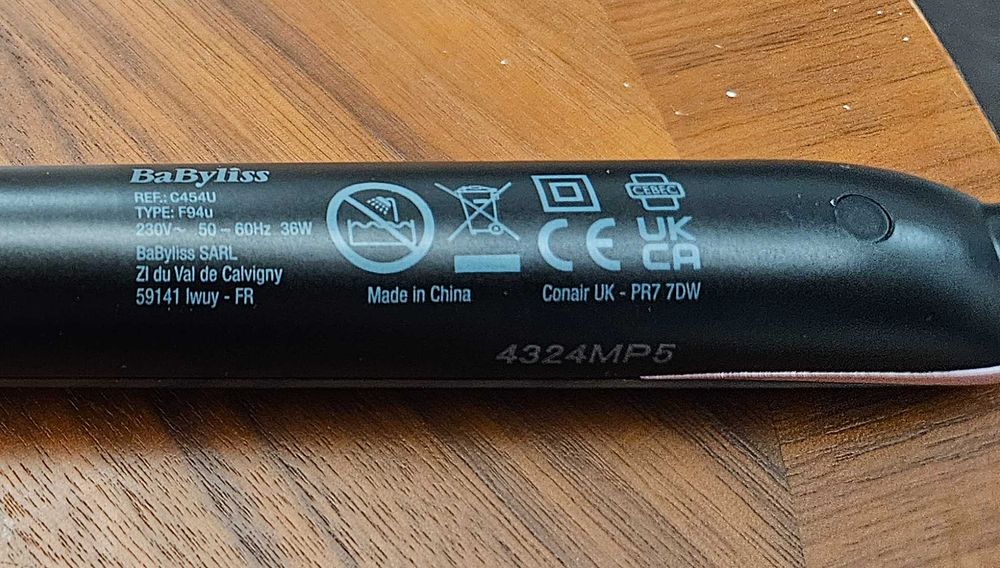 BaByliss
REF.: C454U
TYPE: F94u
230V~ 50 – 60Hz 36W
BaByliss SARL
ZI du Val de Calvigny
59141 Iwuy - FR
Made in China
CEBEC
CE
UK
CA
Conair UK - PR7 7DW
4324MP5